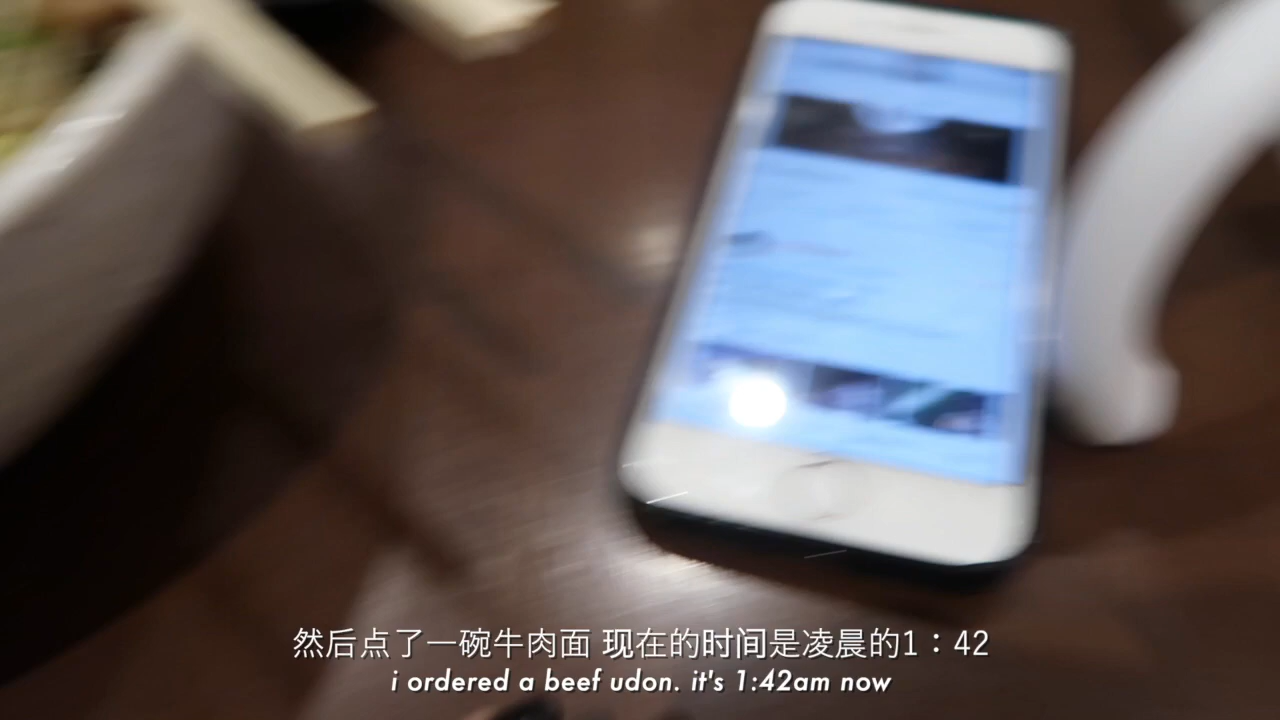 然后点了一碗牛肉面 现在的时间是凌晨的1：42
i ordered a beef udon. it's 1:42am now